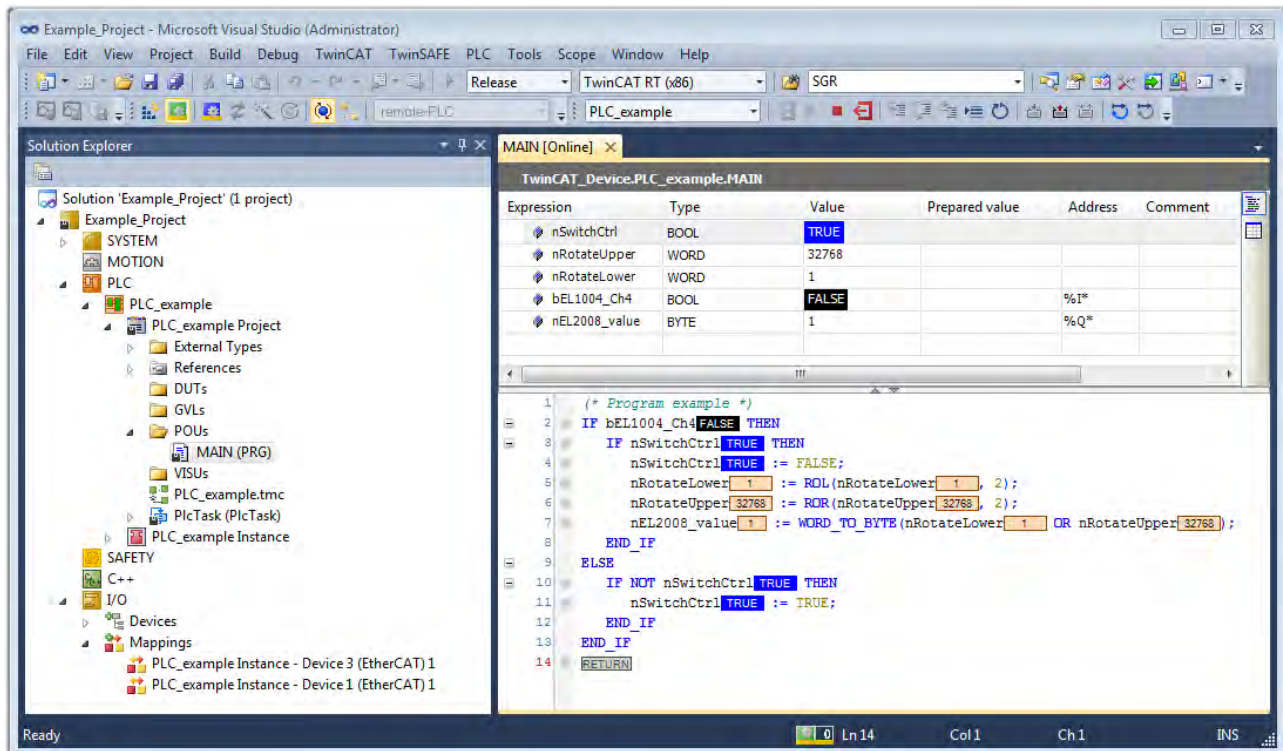 Example_Project - Microsoft Visual Studio (Administrator)
File Edit View Project Build Debug TwinCAT TwinSAFE PLC Tools Scope Window Help
Release TwinCAT RT (x86) SGR
remote-PLC PLC_example
Solution Explorer
Solution 'Example_Project' (1 project)
Example_Project
SYSTEM
MOTION
PLC
PLC_example
PLC_example Project
External Types
References
DUTs
GVLs
POUs
MAIN (PRG)
VISUs
PLC_example.tmc
PlcTask (PlcTask)
PLC_example Instance
SAFETY
C++
I/O
Devices
Mappings
PLC_example Instance - Device 3 (EtherCAT) 1
PLC_example Instance - Device 1 (EtherCAT) 1
MAIN [Online]
TwinCAT_Device.PLC_example.MAIN
Expression Type Value Prepared value Address Comment
nSwitchCtrl BOOL TRUE
nRotateUpper WORD 32768
nRotateLower WORD 1
bEL1004_Ch4 BOOL FALSE %I*
nEL2008_value BYTE 1 %Q*
1 (* Program example *)
2 IF bEL1004_Ch4 FALSE THEN
3 IF nSwitchCtrl TRUE THEN
4 nSwitchCtrl TRUE := FALSE;
5 nRotateLower 1 := ROL(nRotateLower 1 , 2);
6 nRotateUpper 32768 := ROR(nRotateUpper 32768 , 2);
7 nEL2008_value 1 := WORD_TO_BYTE(nRotateLower 1 OR nRotateUpper 32768 );
8 END_IF
9 ELSE
10 IF NOT nSwitchCtrl TRUE THEN
11 nSwitchCtrl TRUE := TRUE;
12 END_IF
13 END_IF
14 RETURN
Ready 0 Ln 14 Col 1 Ch 1 INS